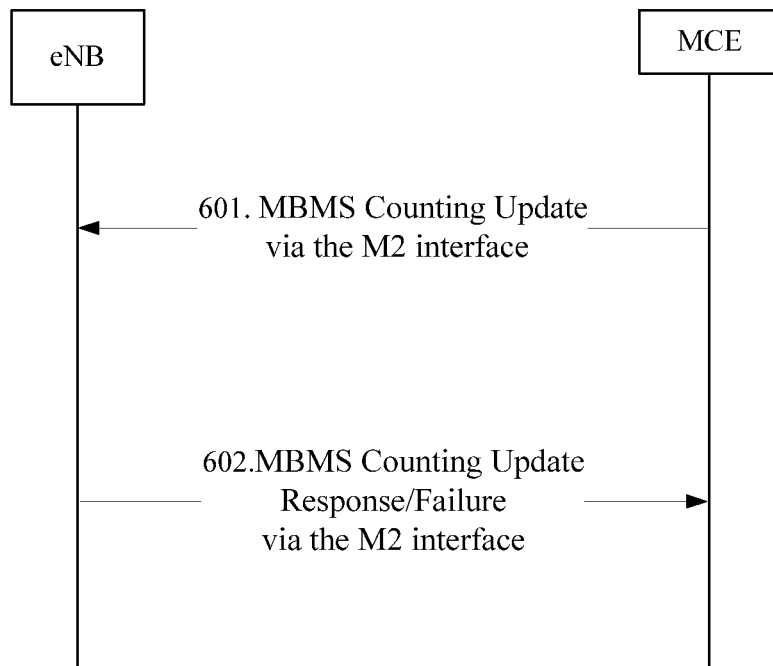 eNB
MCE
601. MBMS Counting Update
via the M2 interface
602.MBMS Counting Update
Response/Failure
via the M2 interface